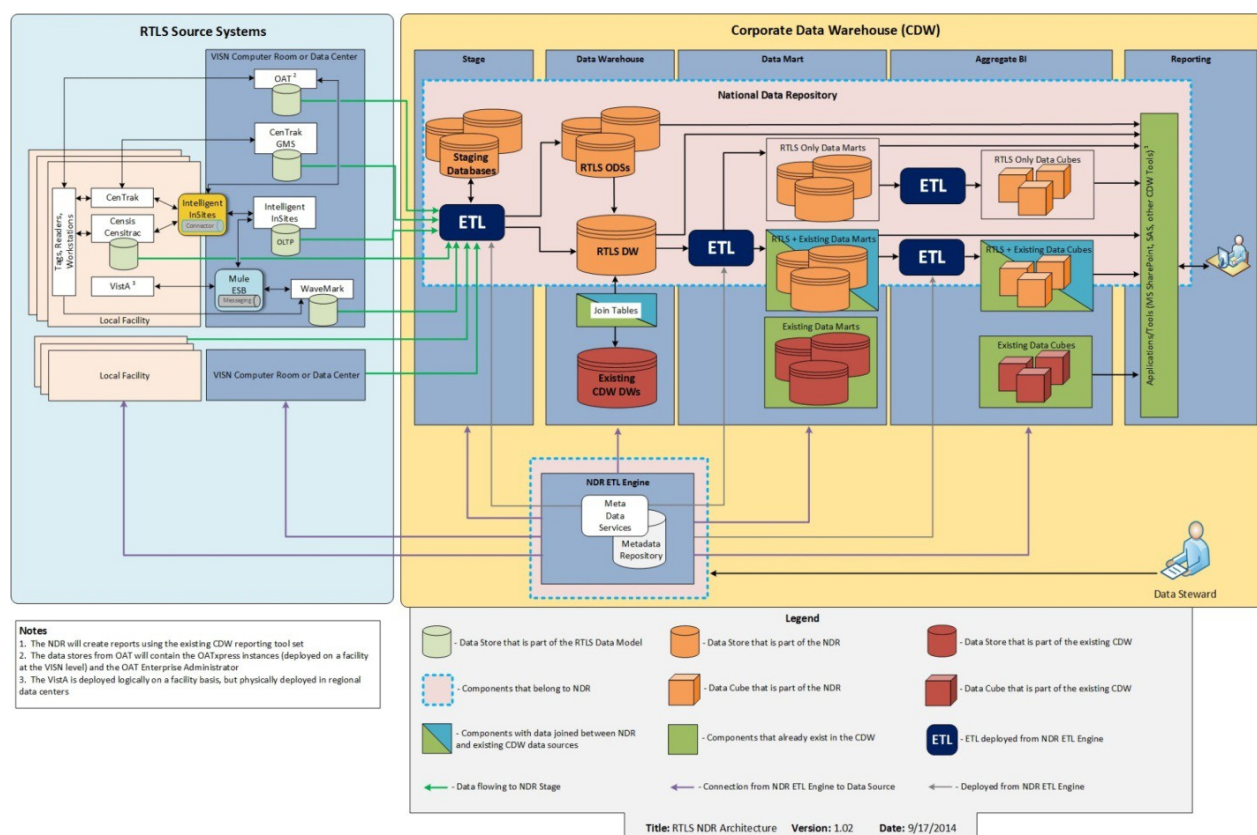 RTLS Source Systems
VISN Computer Room or Data Center
OAT 2
CenTrak
GMS
CenTrak
Tags, Readers,
Workstations
Intelligent
InSites
Connector
Intelligent
InSites
OLTP
Censis
Censitrac
VistA 3
Mule
ESB
Messaging
WaveMark
Local Facility
Local Facility
VISN Computer Room or Data Center
Corporate Data Warehouse (CDW)
Stage
Data Warehouse
Data Mart
Aggregate BI
Reporting
National Data Repository
Staging
Databases
RTLS ODSs
RTLS Only Data Marts
ETL
RTLS Only Data Cubes
ETL
RTLS DW
ETL
RTLS + Existing Data Marts
ETL
RTLS + Existing Data Cubes
Applications/Tools (MS SharePoint, SAS, other CDW Tools) 1
Join Tables
Existing
CDW DWs
Existing Data Marts
Existing Data Cubes
NDR ETL Engine
Meta
Data
Services
Metadata
Repository
Data Steward
Notes
1. The NDR will create reports using the existing CDW reporting tool set
2. The data stores from OAT will contain the OATxpress instances (deployed on a facility
at the VISN level) and the OAT Enterprise Administrator
3. The VistA is deployed logically on a facility basis, but physically deployed in regional
data centers
Legend
- Data Store that is part of the RTLS Data Model
- Data Store that is part of the NDR
- Data Store that is part of the existing CDW
- Components that belong to NDR
- Data Cube that is part of the NDR
- Data Cube that is part of the existing CDW
- Components with data joined between NDR
and existing CDW data sources
- Components that already exist in the CDW
ETL - ETL deployed from NDR ETL Engine
- Data flowing to NDR Stage
- Connection from NDR ETL Engine to Data Source
- Deployed from NDR ETL Engine
Title: RTLS NDR Architecture Version: 1.02 Date: 9/17/2014